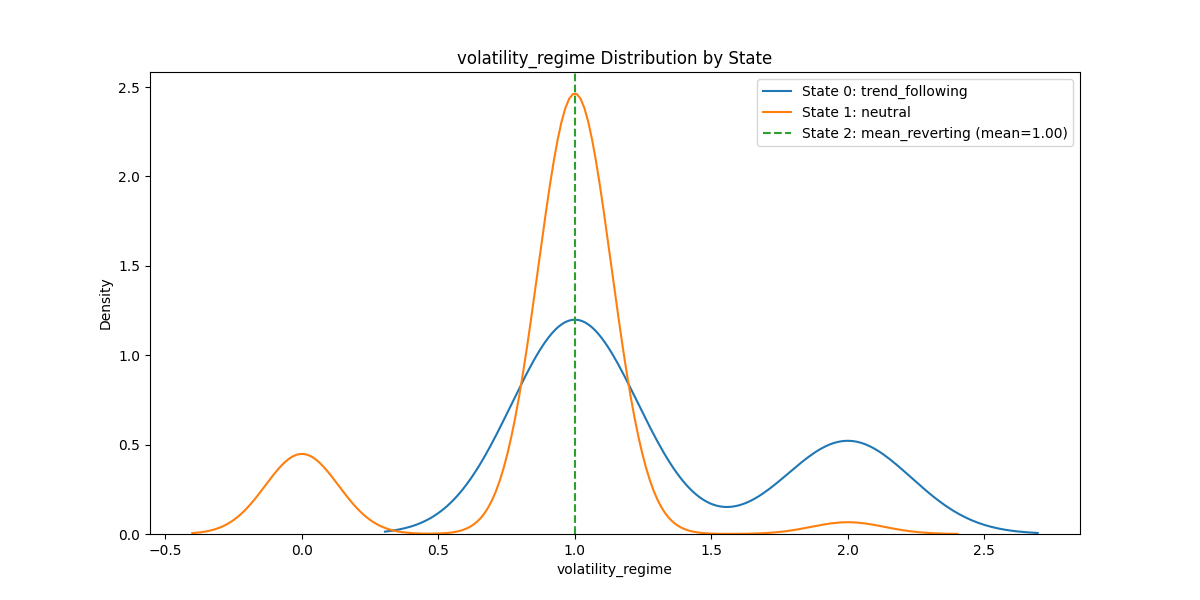 volatility_regime Distribution by State
State 0: trend_following
State 1: neutral
State 2: mean_reverting (mean=1.00)
2.5
2.0
1.5
1.0
0.5
0.0
Density
−0.5 0.0 0.5 1.0 1.5 2.0 2.5
volatility_regime